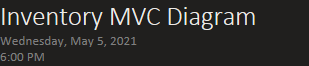 Inventory MVC Diagram
Wednesday, May 5, 2021
6:00 PM